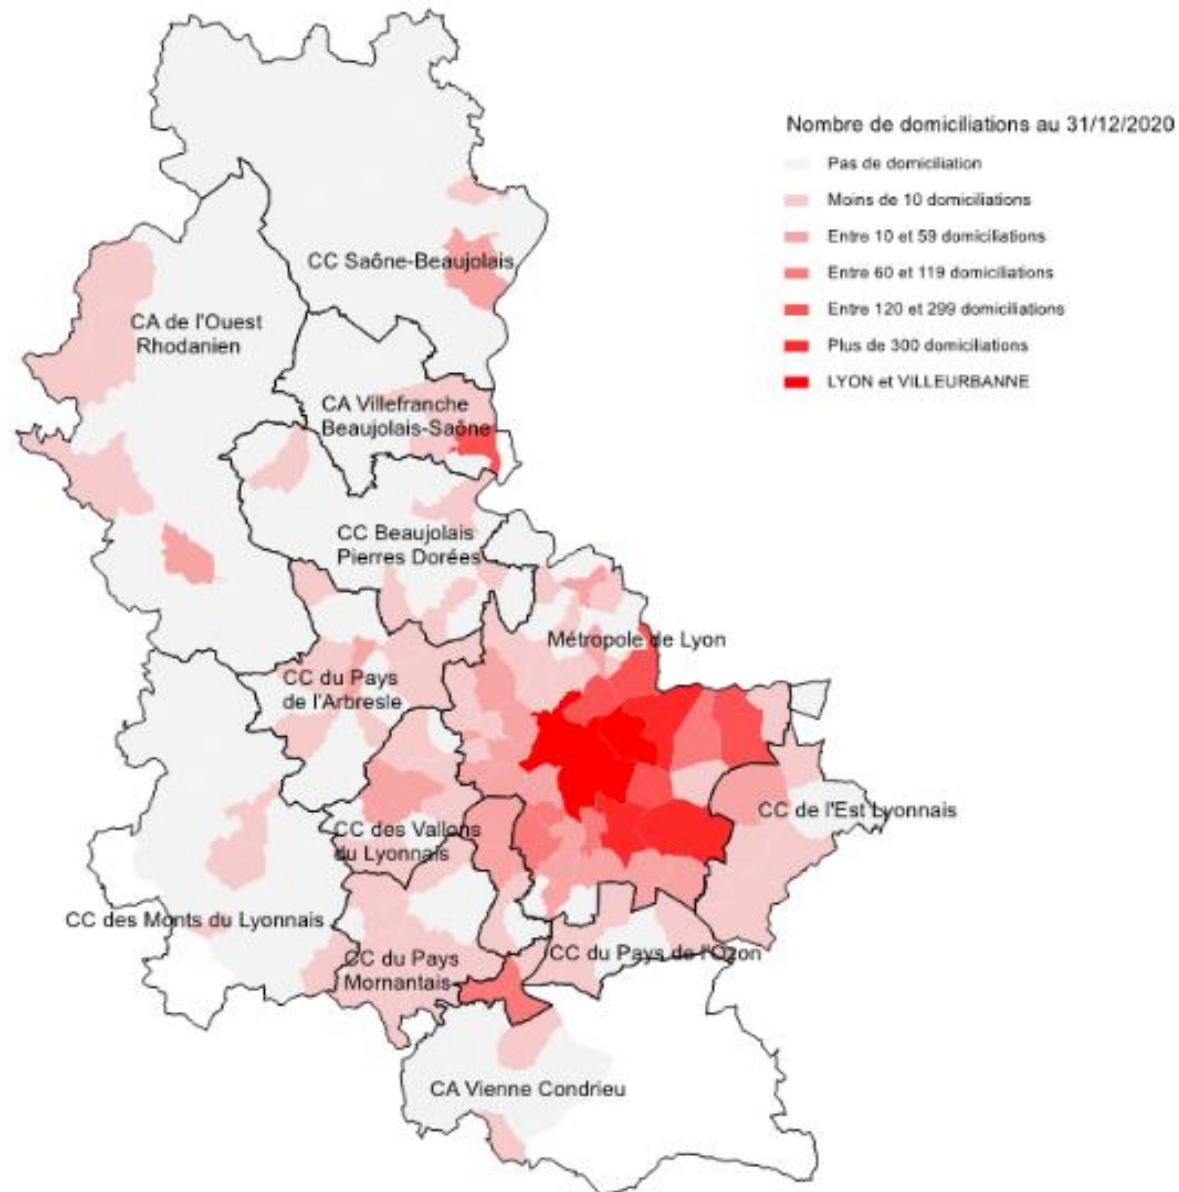 Nombre de domiciliations au 31/12/2020
Pas de domiciliation
Moins de 10 domiciliations
Entre 10 et 59 domiciliations
Entre 60 et 119 domiciliations
Entre 120 et 299 domiciliations
Plus de 300 domiciliations
LYON et VILLEURBANNE
CC Saône-Beaujolais
CA de l'Ouest
Rhodanien
CA Villefranche
Beaujolais-Saône
CC Beaujolais
Pierres Dorées
Métropole de Lyon
CC du Pays
de l'Arbresle
CC de l'Est Lyonnais
CC des Vallons
du Lyonnais
CC des Monts du Lyonnais
CC du Pays de l'Ozon
CC du Pays
Mornantais
CA Vienne Condrieu